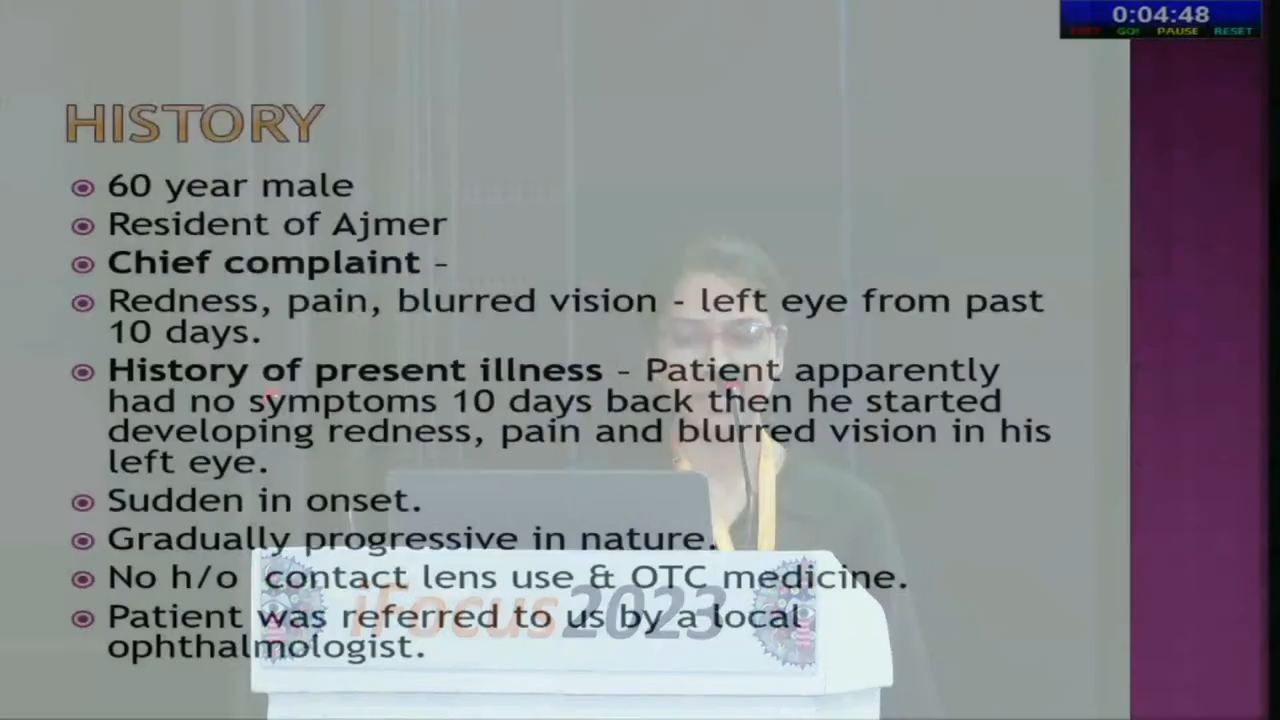 0:04:48
GO! PAUSE RESET
HISTORY
60 year male
Resident of Ajmer
Chief complaint -
Redness, pain, blurred vision - left eye from past
10 days.
History of present illness - Patient apparently
had no symptoms 10 days back then he started
developing redness, pain and blurred vision in his
left eye.
Sudden in onset.
Gradually progressive in nature.
No h/o contact lens use & OTC medicine.
Patient was referred to us by a local
ophthalmologist.
iFocus2023